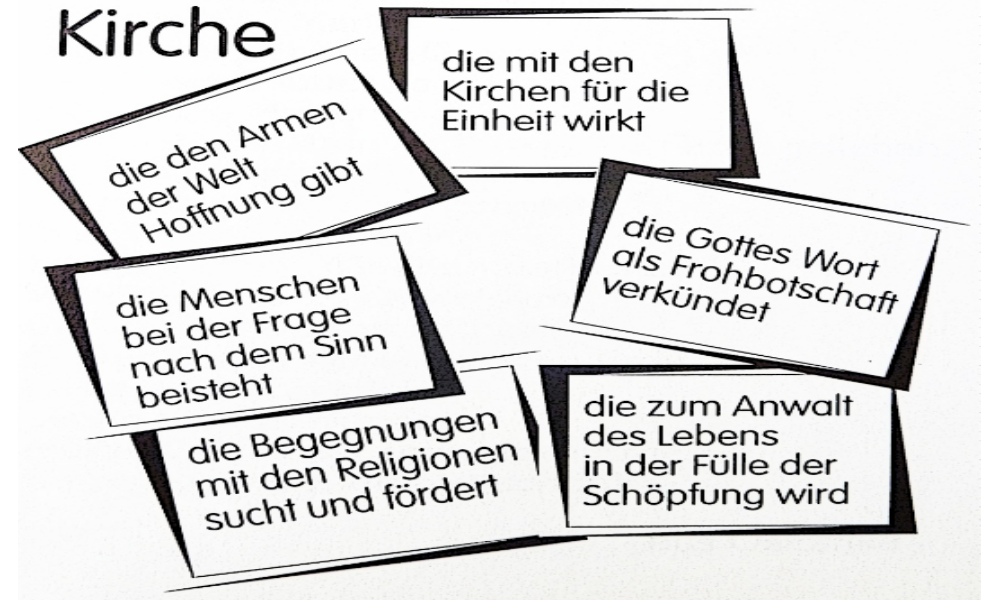 Kirche
die mit den
Kirchen für die
Einheit wirkt
die den Armen
der Welt
Hoffnung gibt
die Gottes Wort
als Frohbotschaft
verkündet
die Menschen
bei der Frage
nach dem Sinn
beisteht
die zum Anwalt
des Lebens
in der Fülle der
Schöpfung wird
die Begegnungen
mit den Religionen
sucht und fördert